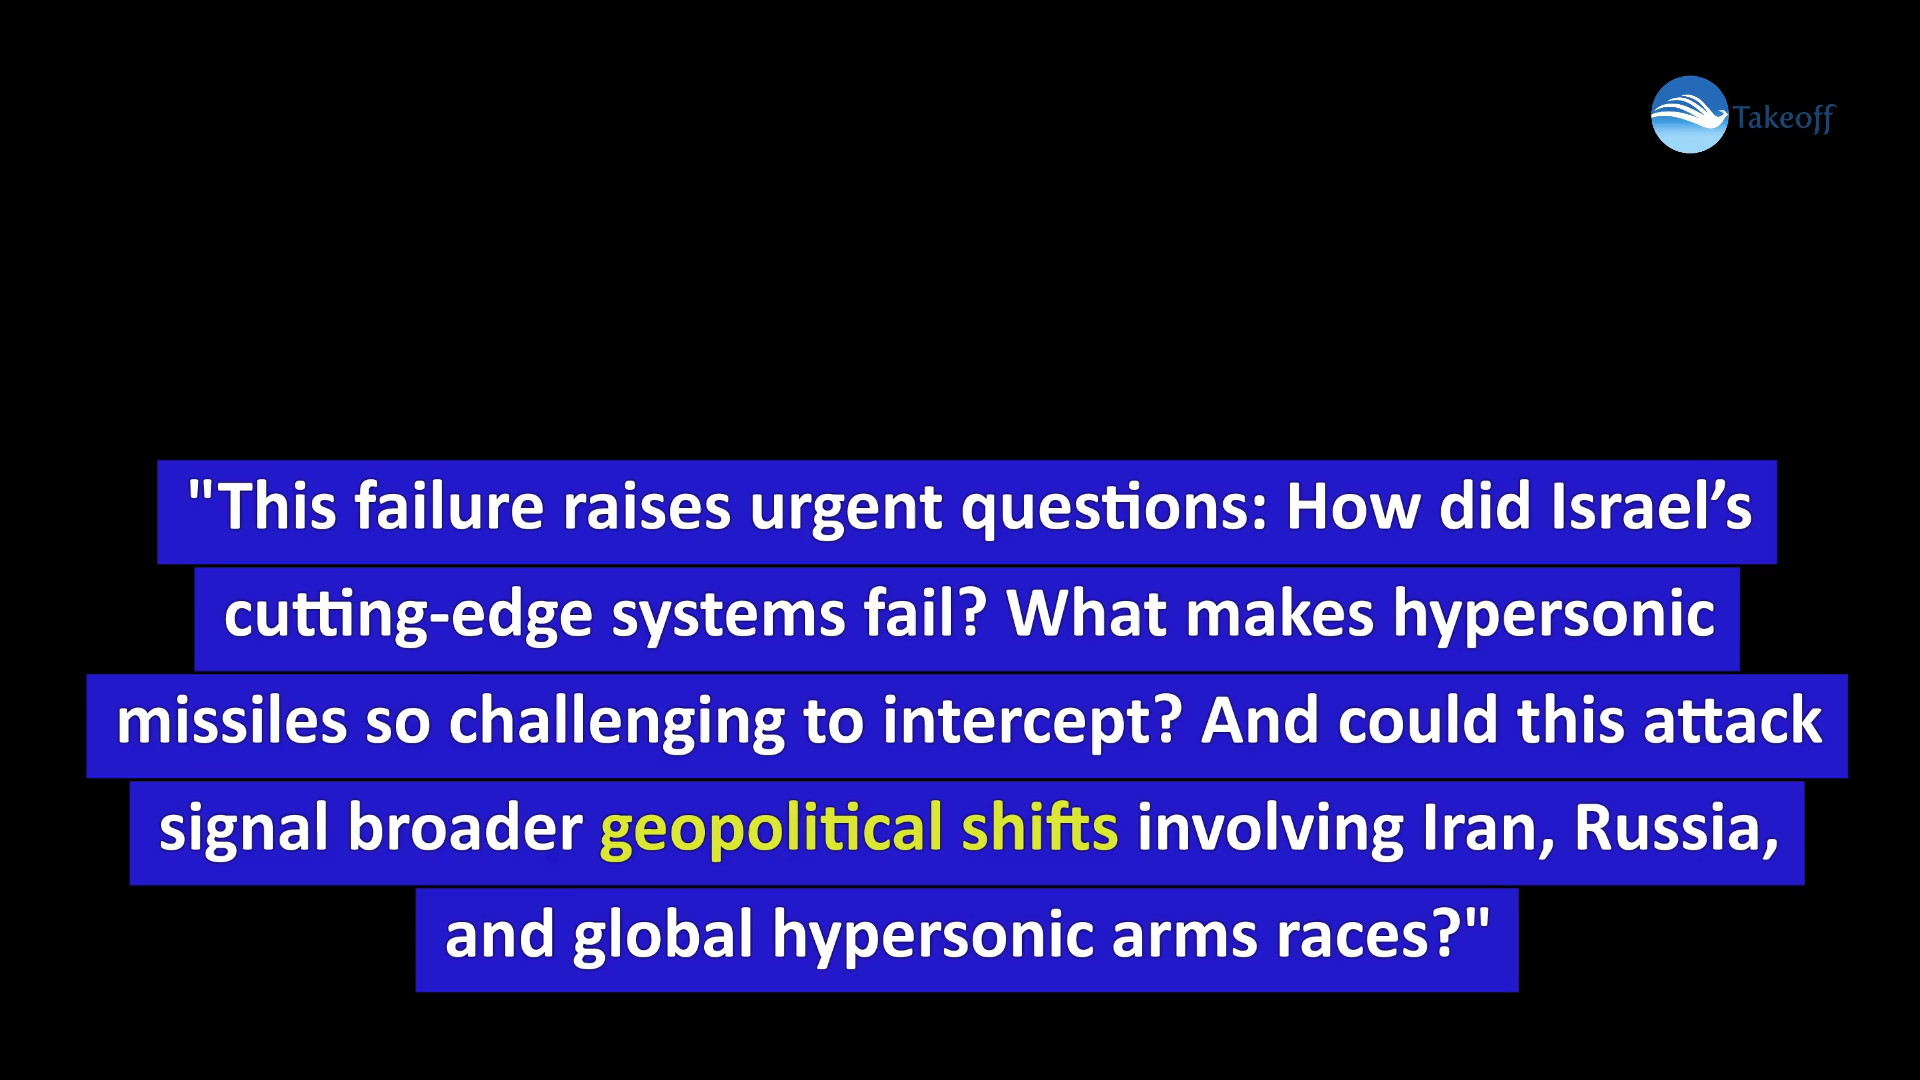 Takeoff
"This failure raises urgent questions: How did Israel’s
cutting-edge systems fail? What makes hypersonic
missiles so challenging to intercept? And could this attack
signal broader geopolitical shifts involving Iran, Russia,
and global hypersonic arms races?"